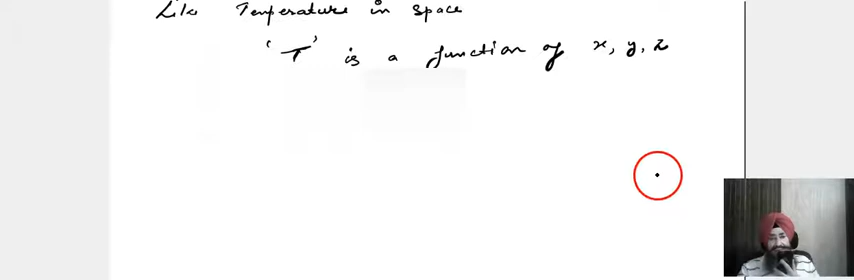 Like Temperature in space
'T' is a function of x, y, z